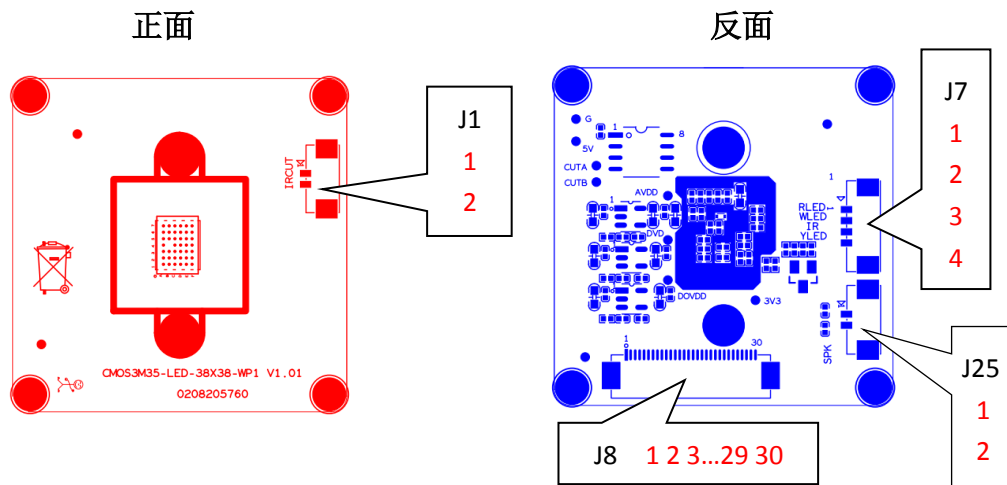 正面
反面
J1
1
2
IRCUT
CMOS3M35-LED-38X38-WP1 V1.01
0208205760
J7
1
2
3
4
G
5V
CUTA
CUTB
1
8
AVDD
1
DVD
DOVDD
3V3
1
RLED
WLED
IR
YLED
1
SPK
1
30
J25
1
2
J8 1 2 3...29 30